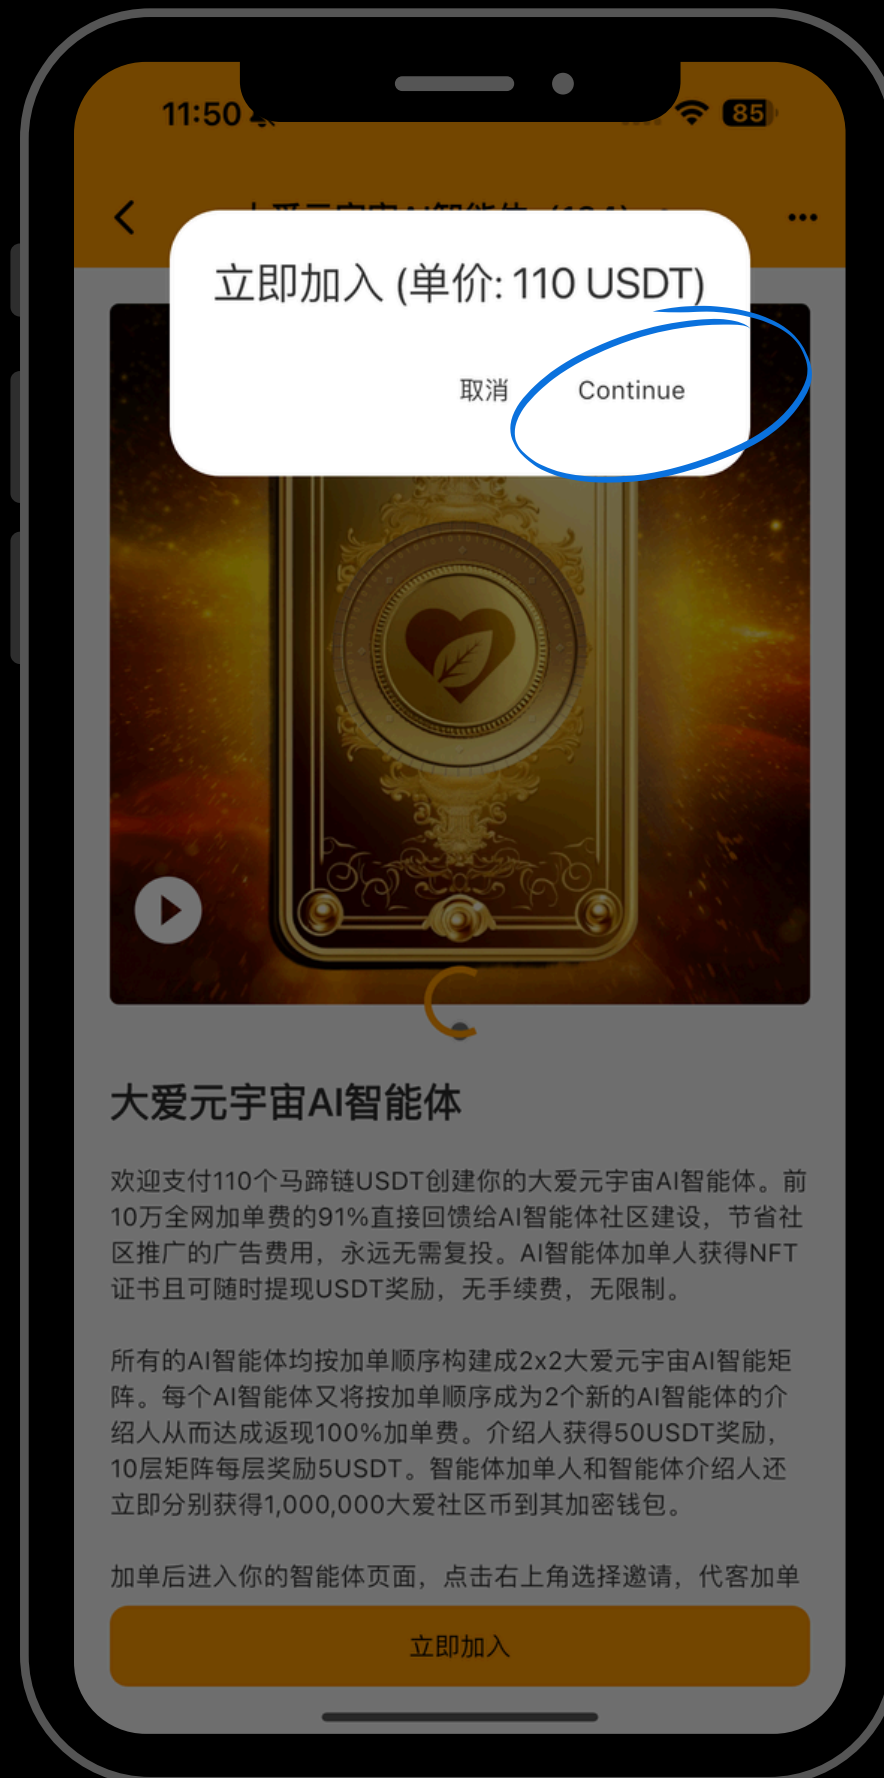 11:50
85
立即加入 (单价: 110 USDT)
取消
Continue
大爱元宇宙AI智能体
欢迎支付110个马蹄链USDT创建你的大爱元宇宙AI智能体。前
10万全网加单费的91%直接回馈给AI智能体社区建设，节省社
区推广的广告费用，永远无需复投。AI智能体加单人获得NFT
证书且可随时提现USDT奖励，无手续费，无限制。
所有的AI智能体均按加单顺序构建成2x2大爱元宇宙AI智能矩
阵。每个AI智能体又将按加单顺序成为2个新的AI智能体的介
绍人从而达成返现100%加单费。介绍人获得50USDT奖励，
10层矩阵每层奖励5USDT。智能体加单人和智能体介绍人还
立即分别获得1,000,000大爱社区币到其加密钱包。
加单后进入你的智能体页面，点击右上角选择邀请，代客加单
立即加入